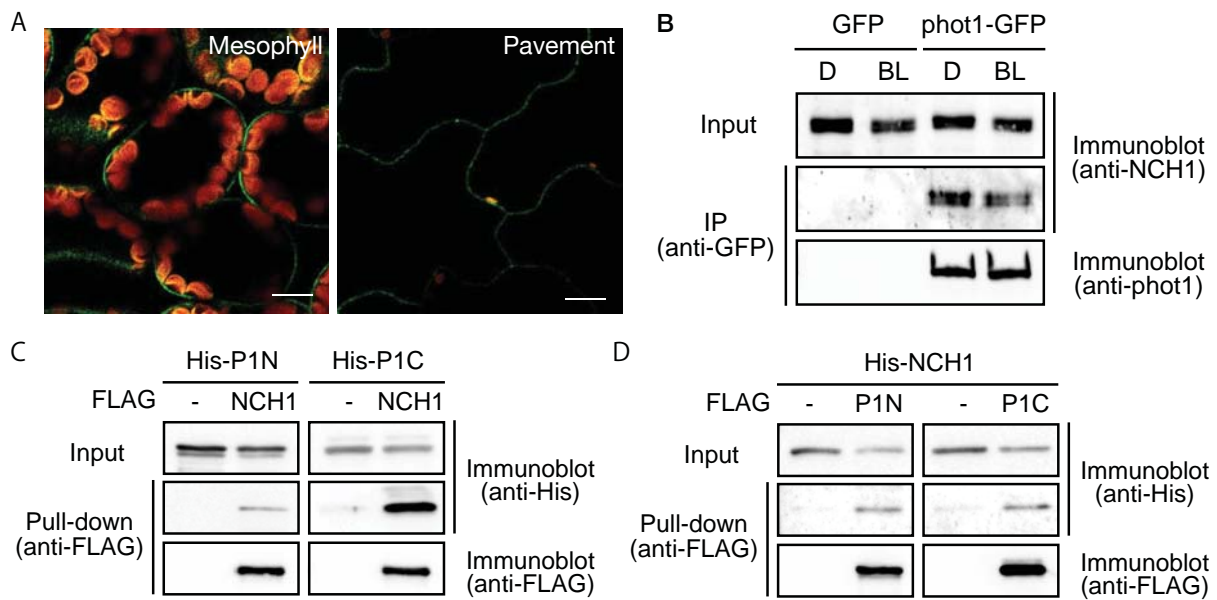 A
Mesophyll
Pavement
B
GFP phot1-GFP
D BL D BL
Input
IP
(anti-GFP)
Immunoblot
(anti-NCH1)
Immunoblot
(anti-phot1)
C
His-P1N His-P1C
FLAG - NCH1 - NCH1
Input
Pull-down
(anti-FLAG)
Immunoblot
(anti-His)
Immunoblot
(anti-FLAG)
D
His-NCH1
FLAG - P1N - P1C
Input
Pull-down
(anti-FLAG)
Immunoblot
(anti-His)
Immunoblot
(anti-FLAG)